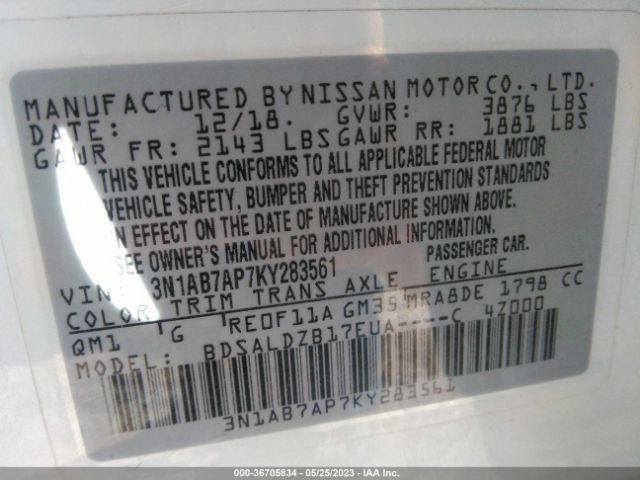 MANUFACTURED BY NISSAN MOTOR CO., LTD.
DATE: 12/18. GVWR: 3876 LBS
GAWR FR: 2143 LBS GAWR RR: 1881 LBS
THIS VEHICLE CONFORMS TO ALL APPLICABLE FEDERAL MOTOR
VEHICLE SAFETY, BUMPER AND THEFT PREVENTION STANDARDS
IN EFFECT ON THE DATE OF MANUFACTURE SHOWN ABOVE.
SEE OWNER'S MANUAL FOR ADDITIONAL INFORMATION.
VIN: 3N1AB7AP7KY283561 PASSENGER CAR.
COLOR TRIM TRANS AXLE ENGINE
QM1 G RE0F11A GM35 MRA8DE 1798 CC
MODEL: BDSALDZB17EUA----C 4Z000
3N1AB7AP7KY283561
000-36705834 - 05/25/2023 - IAA Inc.